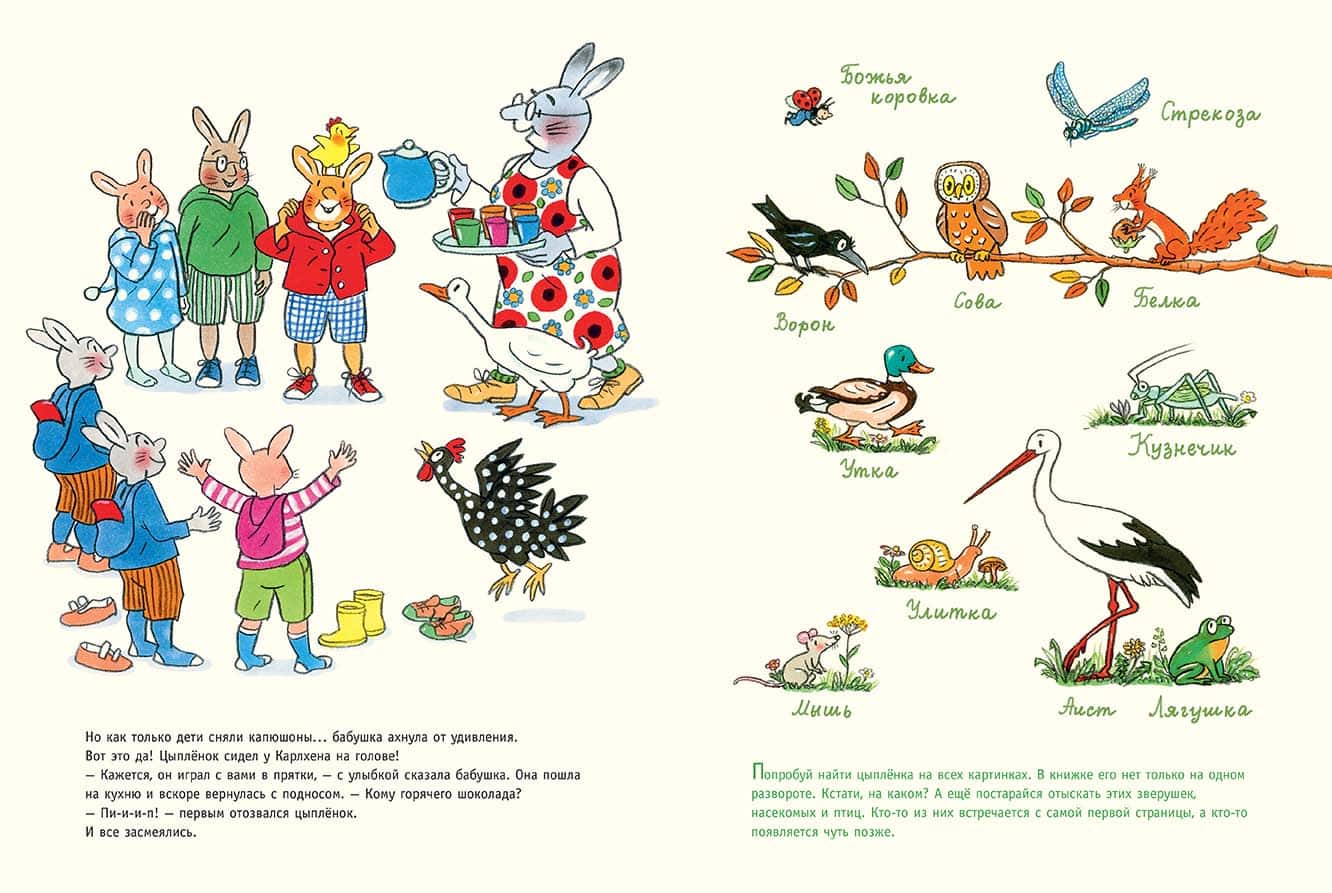 Но как только дети сняли капюшоны... бабушка ахнула от удивления.
Вот это да! Цыплёнок сидел у Карлхена на голове!
— Кажется, он играл с вами в прятки, — с улыбкой сказала бабушка. Она пошла
на кухню и вскоре вернулась с подносом. — Кому горячего шоколада?
— Пи-и-и-п! — первым отозвался цыплёнок.
И все засмеялись.
Божья
коровка
Стрекоза
Ворон
Сова
Белка
Утка
Кузнечик
Улитка
Мышь
Аист
Лягушка
Попробуй найти цыплёнка на всех картинках. В книжке его нет только на одном
развороте. Кстати, на каком? А ещё постарайся отыскать этих зверушек,
насекомых и птиц. Кто-то из них встречается с самой первой страницы, а кто-то
появляется чуть позже.